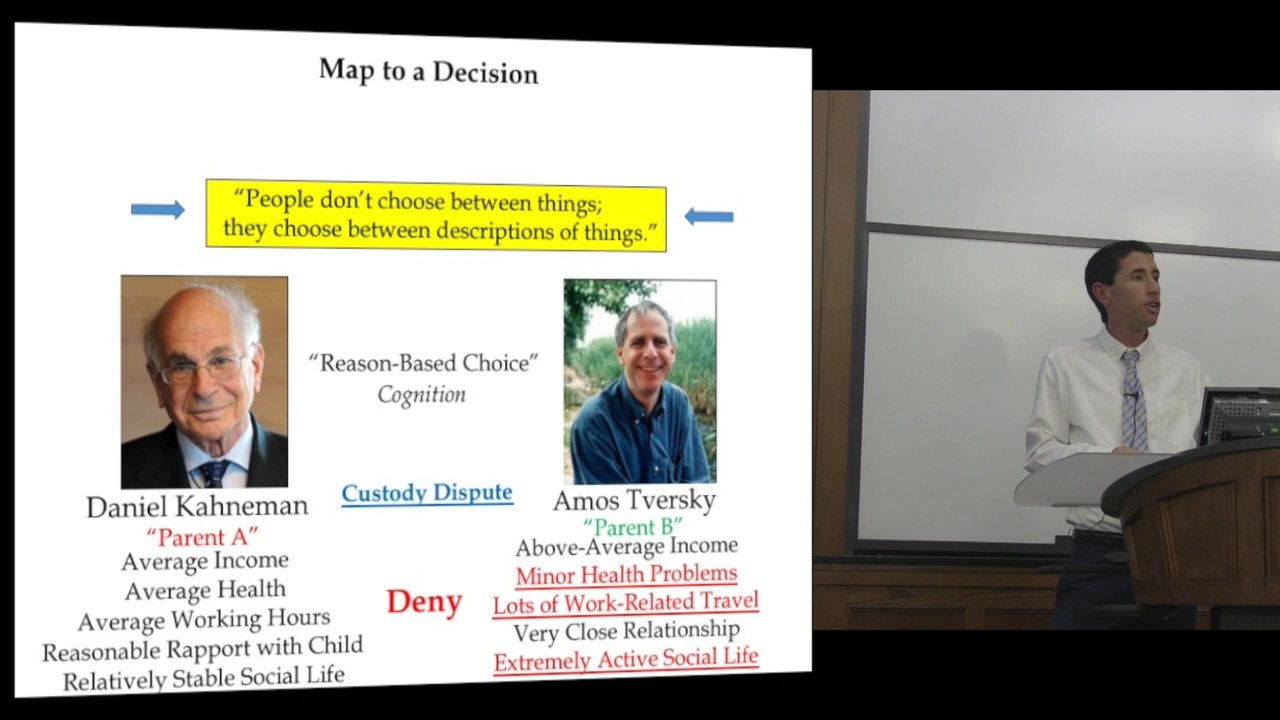 Map to a Decision
“People don’t choose between things;
they choose between descriptions of things.”
“Reason-Based Choice”
Cognition
Custody Dispute
Daniel Kahneman
“Parent A”
Average Income
Average Health
Average Working Hours
Reasonable Rapport with Child
Relatively Stable Social Life
Deny
Amos Tversky
“Parent B”
Above-Average Income
Minor Health Problems
Lots of Work-Related Travel
Very Close Relationship
Extremely Active Social Life